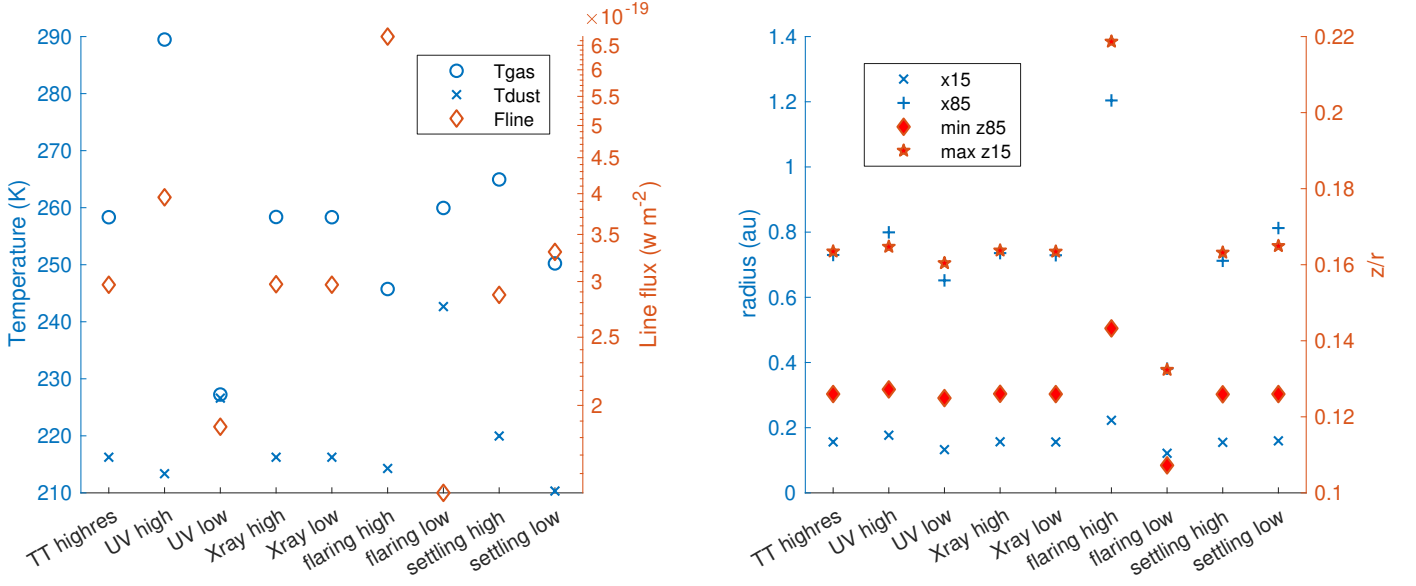 ×10^-19
290
280
270
260
250
240
230
220
210
Temperature (K)
Tgas
Tdust
Fline
6.5
6
5.5
5
4.5
4
3.5
3
2.5
2
Line flux (w m^-2)
TT highres
UV high
UV low
Xray high
Xray low
flaring high
flaring low
settling high
settling low
1.4
1.2
1
0.8
0.6
0.4
0.2
0
radius (au)
x15
x85
min z85
max z15
0.22
0.2
0.18
0.16
0.14
0.12
0.1
z/r
TT highres
UV high
UV low
Xray high
Xray low
flaring high
flaring low
settling high
settling low